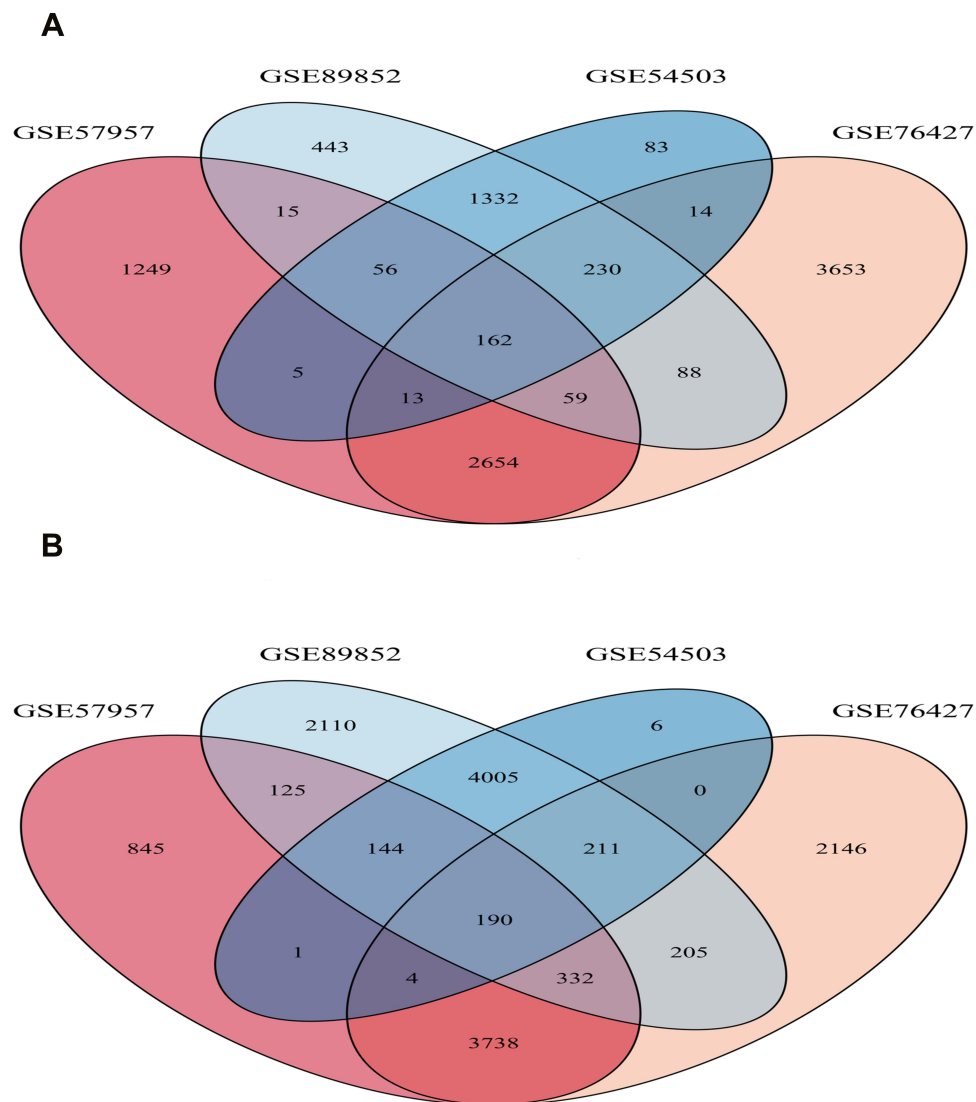 A
GSE89852 GSE54503
GSE57957 GSE76427
443 83
15 1332 14
1249 56 230 3653
162
5 13 59 88
2654
B
GSE89852 GSE54503
GSE57957 GSE76427
2110 6
125 4005 0
845 144 211 2146
190
1 4 332 205
3738